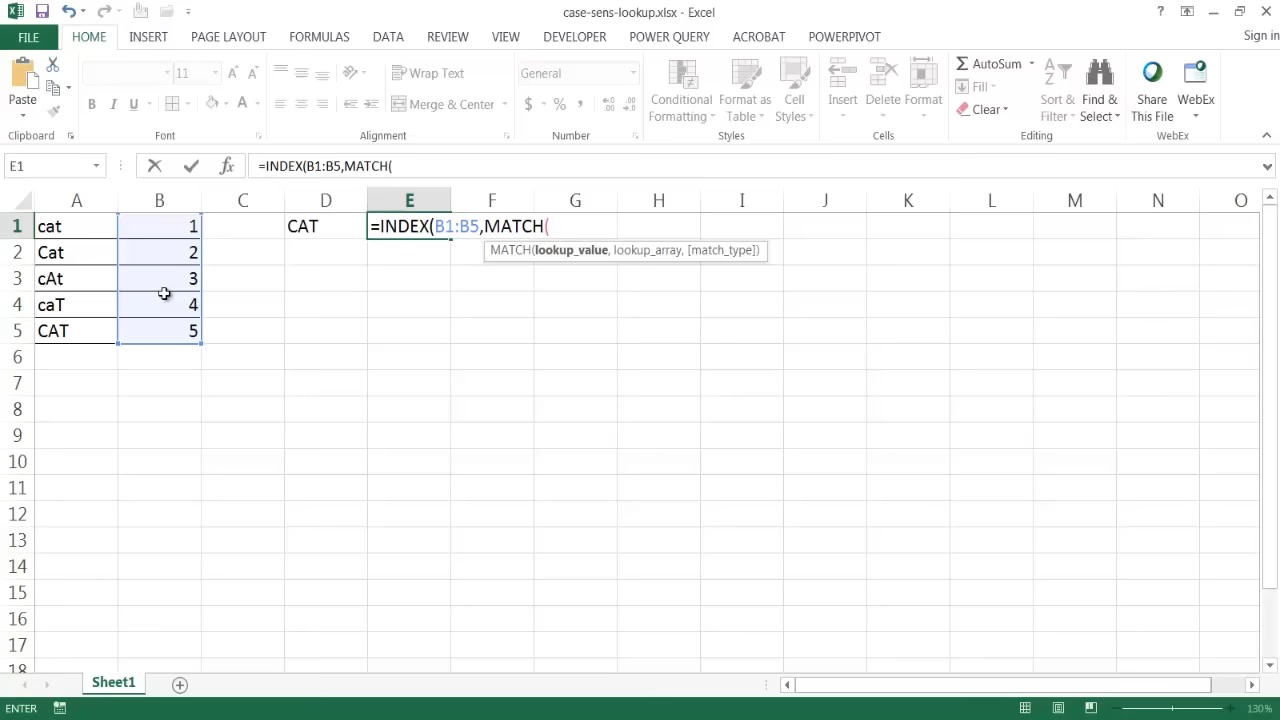 case-sens-lookup.xlsx - Excel
FILE HOME INSERT PAGE LAYOUT FORMULAS DATA REVIEW VIEW DEVELOPER POWER QUERY ACROBAT POWERPIVOT Sign in
Paste
11
B I U A
Wrap Text
Merge & Center
General
$ % ,
Conditional Formatting
Format as Table
Cell Styles
Insert Delete Format
AutoSum
Fill
Clear
Sort & Filter
Find & Select
Share This File
WebEx
Clipboard Font Alignment Number Styles Cells Editing WebEx
E1 fx =INDEX(B1:B5,MATCH(
A B C D E F G H I J K L M N O
1 cat 1 CAT =INDEX(B1:B5,MATCH(
MATCH(lookup_value, lookup_array, [match_type])
2 Cat 2
3 cAt 3
4 caT 4
5 CAT 5
6
7
8
9
10
11
12
13
14
15
16
17
18
Sheet1
ENTER 130%